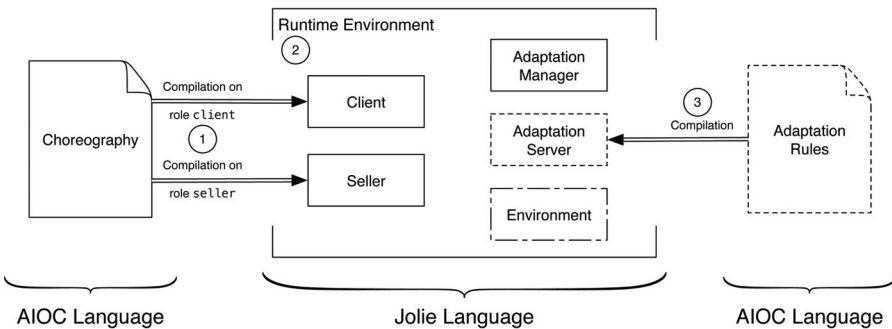 Runtime Environment
2
Adaptation
Manager
Compilation on
role client
Client
3
Compilation
Choreography
1
Adaptation
Server
Adaptation
Rules
Compilation on
role seller
Seller
Environment
AIOC Language
Jolie Language
AIOC Language